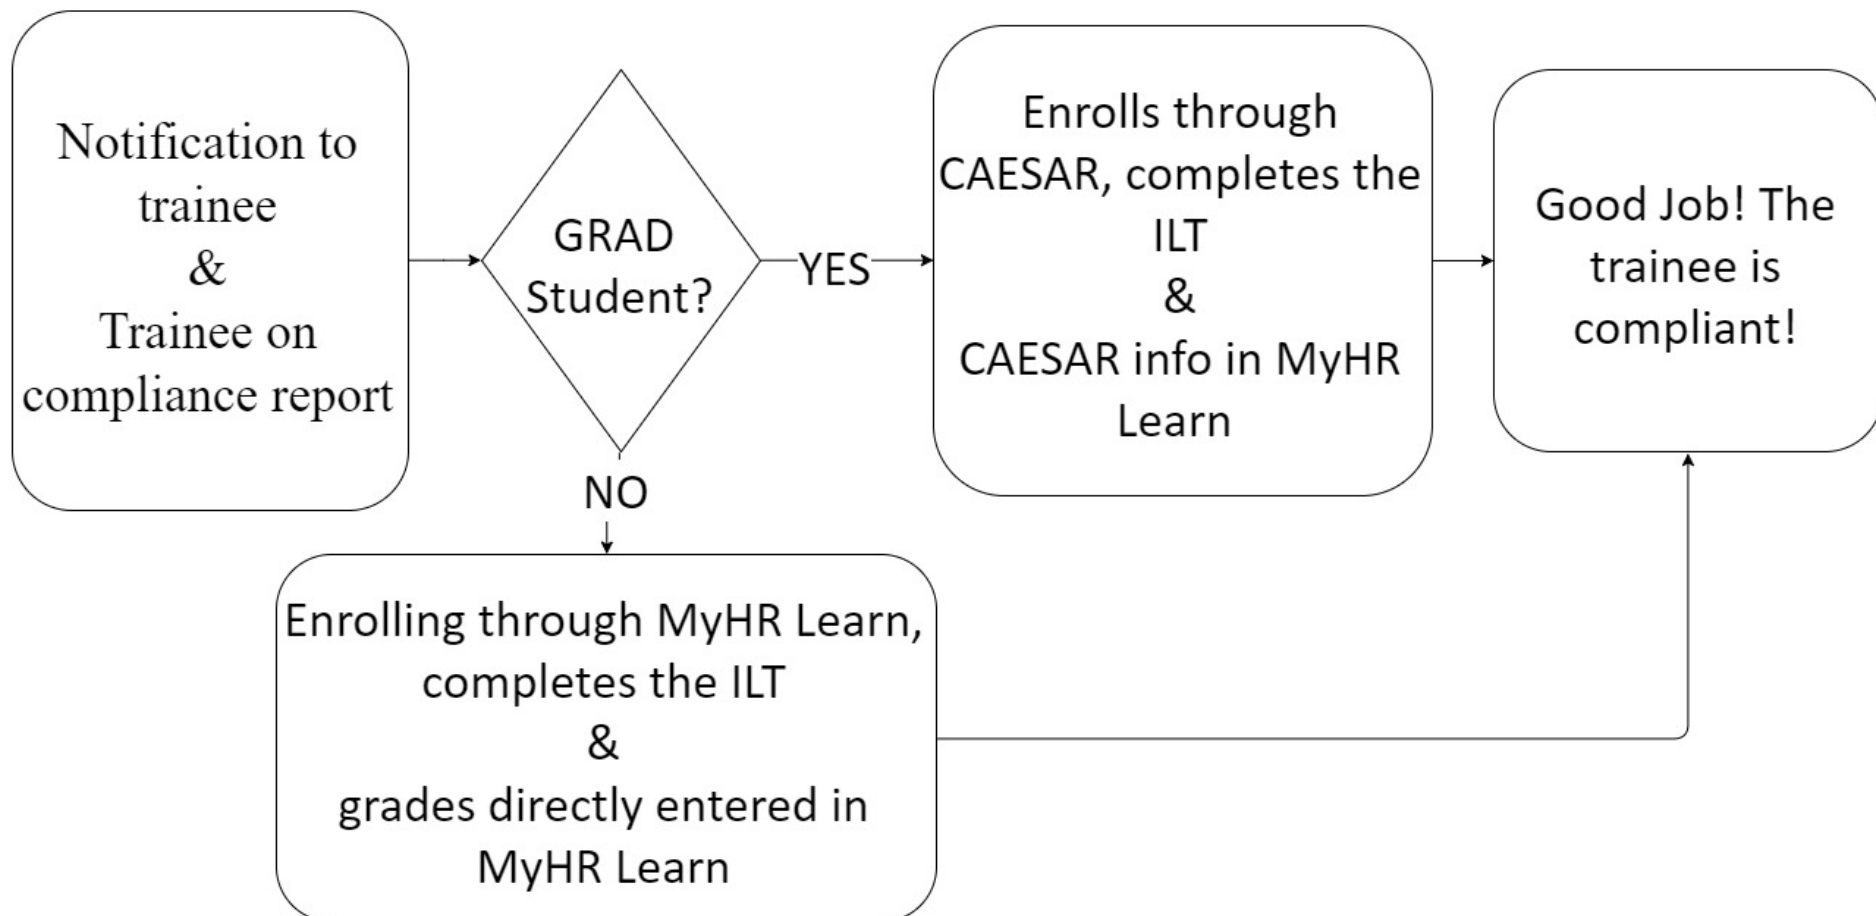 Notification to
trainee
&
Trainee on
compliance report
GRAD
Student?
YES
Enrolls through
CAESAR, completes the
ILT
&
CAESAR info in MyHR
Learn
Good Job! The
trainee is
compliant!
NO
Enrolling through MyHR Learn,
completes the ILT
&
grades directly entered in
MyHR Learn